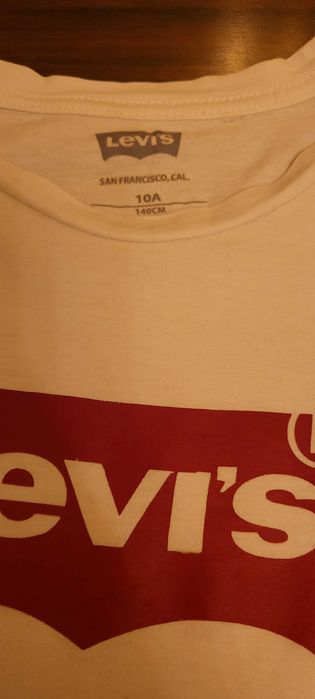 Levi's
SAN FRANCISCO, CAL.
10A
140CM
evi's